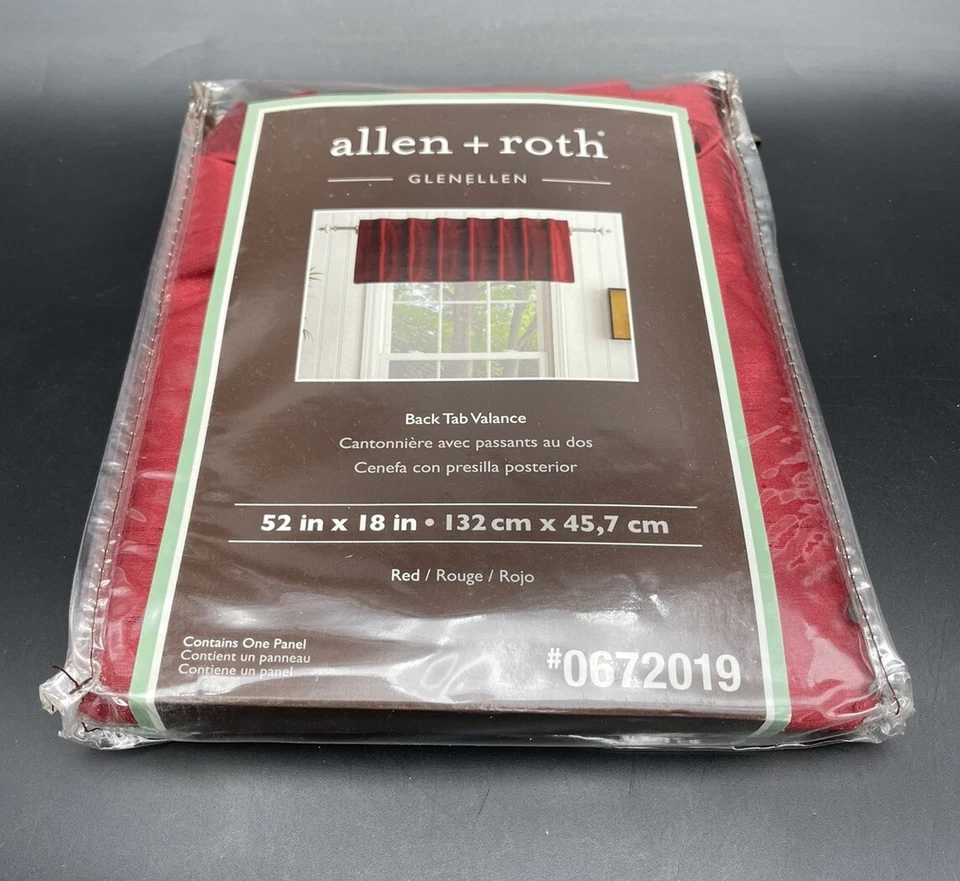 allen + roth®
GLENELLEN
Back Tab Valance
Cantonnière avec passants au dos
Cenefa con presilla posterior
52 in x 18 in • 132 cm x 45,7 cm
Red / Rouge / Rojo
Contains One Panel
Contient un panneau
Contiene un panel
#0672019